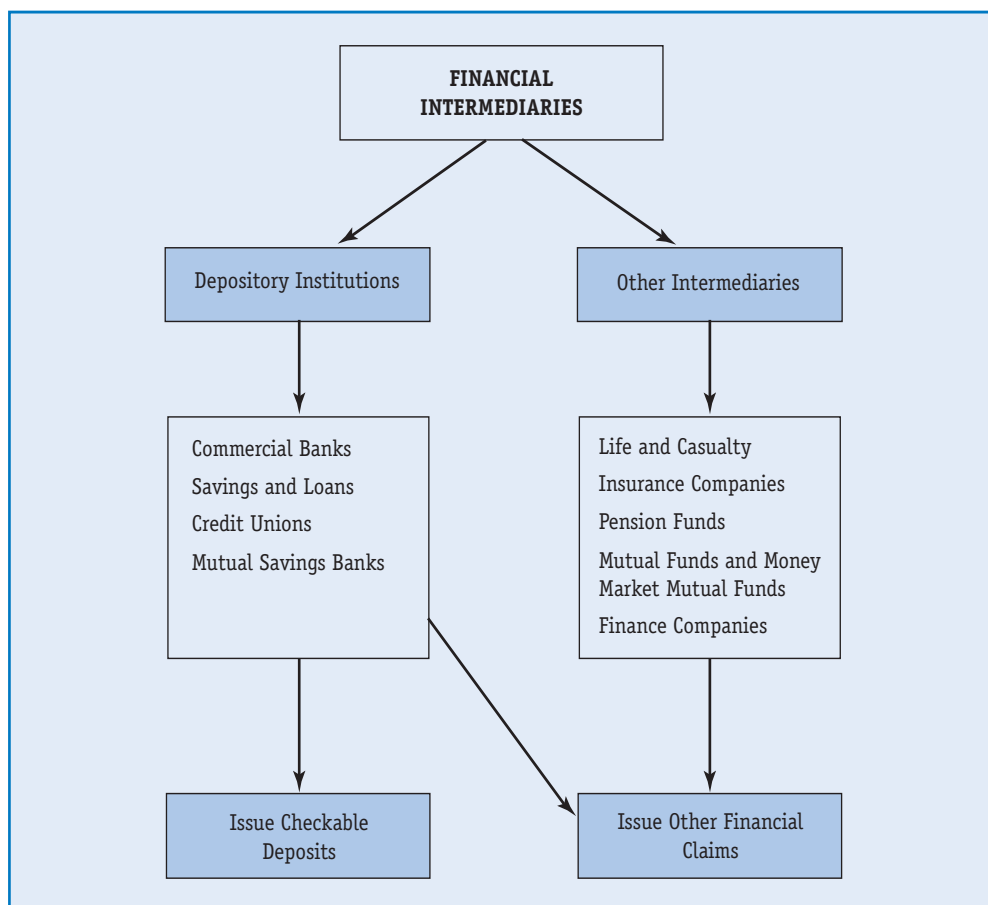 FINANCIAL
INTERMEDIARIES
Depository Institutions
Other Intermediaries
Commercial Banks
Savings and Loans
Credit Unions
Mutual Savings Banks
Life and Casualty
Insurance Companies
Pension Funds
Mutual Funds and Money
Market Mutual Funds
Finance Companies
Issue Checkable
Deposits
Issue Other Financial
Claims